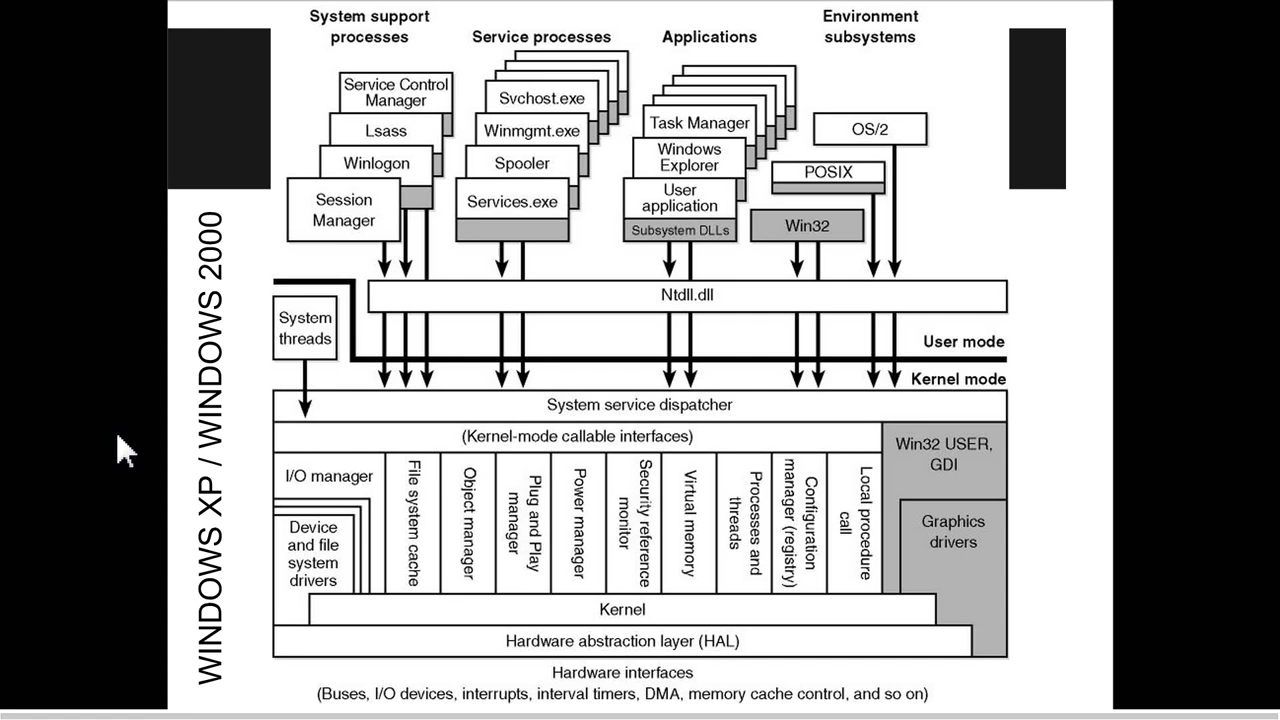 System support
processes
Service processes
Applications
Environment
subsystems
Service Control
Manager
Lsass
Winlogon
Session
Manager
Svchost.exe
Winmgmt.exe
Spooler
Services.exe
Task Manager
Windows
Explorer
User
application
Subsystem DLLs
OS/2
POSIX
Win32
WINDOWS XP / WINDOWS 2000
Ntdll.dll
System
threads
User mode
Kernel mode
System service dispatcher
(Kernel-mode callable interfaces)
Win32 USER,
GDI
I/O manager
Device
and file
system
drivers
File system cache
Object manager
Plug and Play
manager
Power manager
Security reference
monitor
Virtual memory
Processes and
threads
Configuration
manager (registry)
Local procedure
call
Graphics
drivers
Kernel
Hardware abstraction layer (HAL)
Hardware interfaces
(Buses, I/O devices, interrupts, interval timers, DMA, memory cache control, and so on)